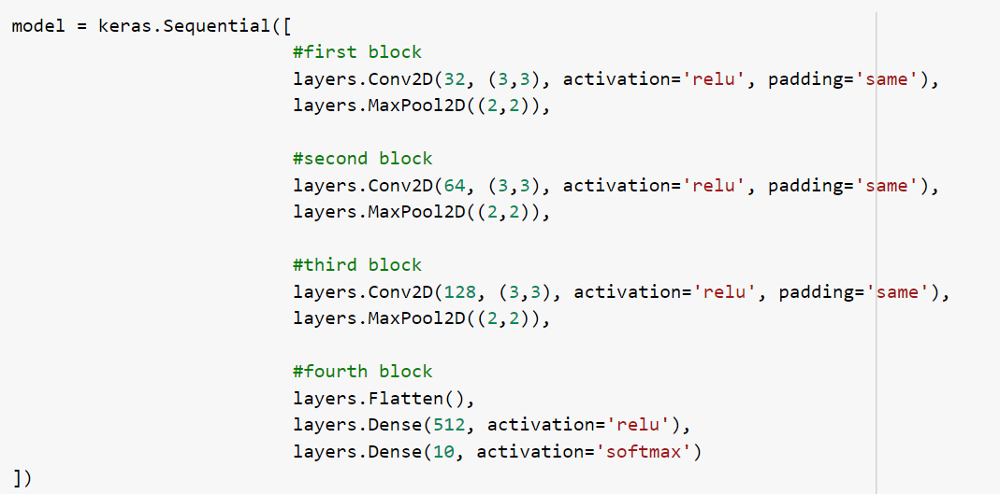 model = keras.Sequential([
#first block
layers.Conv2D(32, (3,3), activation='relu', padding='same'),
layers.MaxPool2D((2,2)),
#second block
layers.Conv2D(64, (3,3), activation='relu', padding='same'),
layers.MaxPool2D((2,2)),
#third block
layers.Conv2D(128, (3,3), activation='relu', padding='same'),
layers.MaxPool2D((2,2)),
#fourth block
layers.Flatten(),
layers.Dense(512, activation='relu'),
layers.Dense(10, activation='softmax')
])